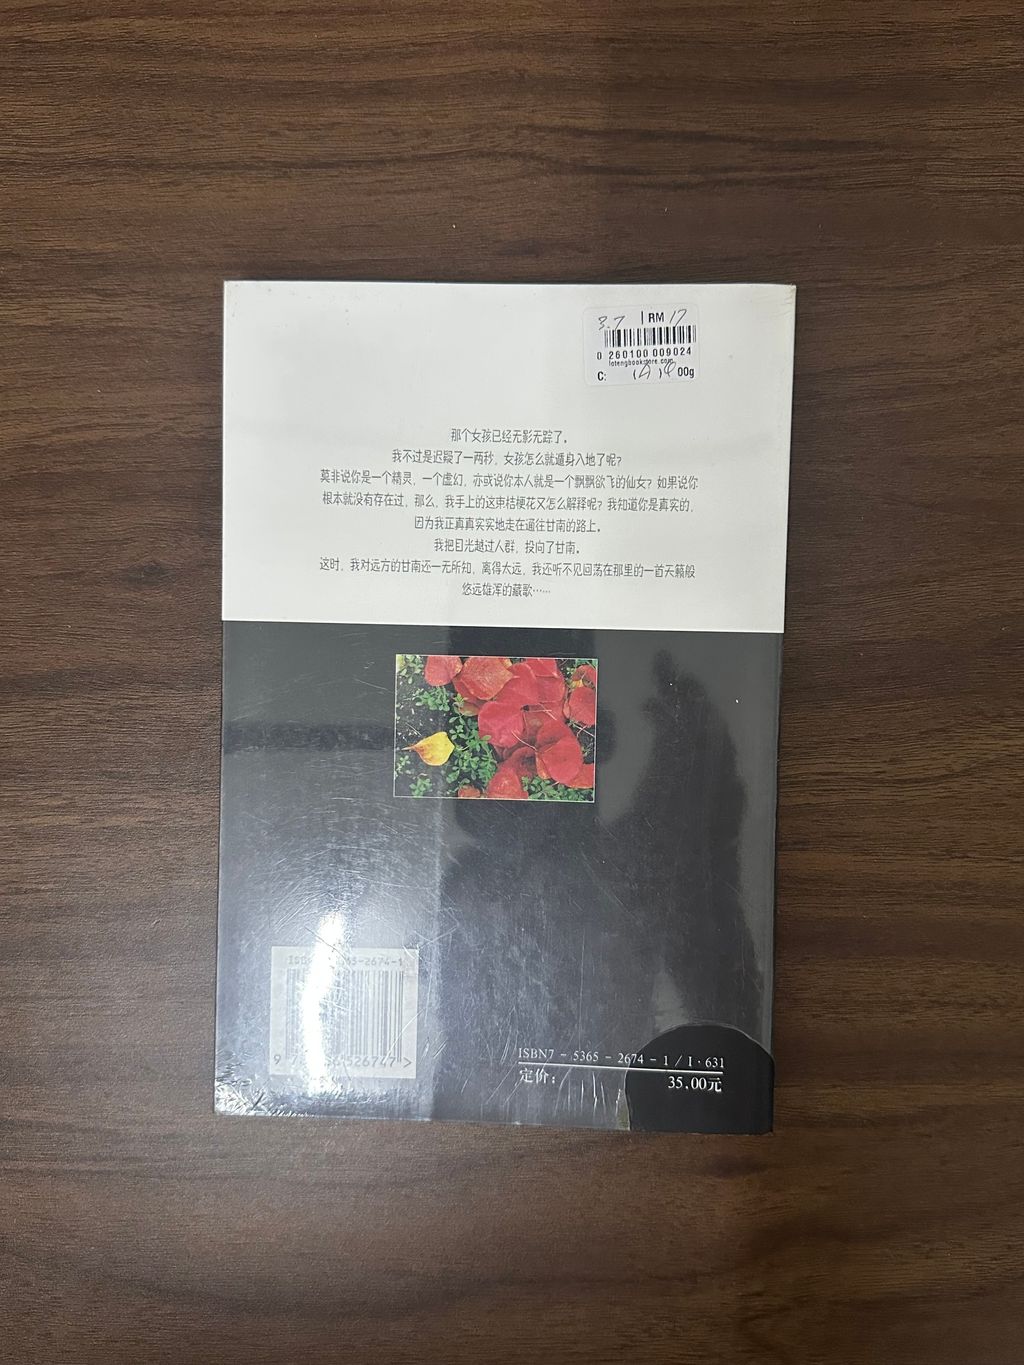 3.7 RM 17
0 260100 009024
lotengbookstore.com
C: 00g
那个女孩已经无影无踪了。
我不过是迟疑了一两秒，女孩怎么就遁身入地了呢？
莫非说你是一个精灵，一个虚幻，亦或说你本人就是一个飘飘欲飞的仙女？如果说你
根本就没有存在过，那么，我手上的这束桔梗花又怎么解释呢？我知道你是真实的，
因为我正真真实实地走在通往甘南的路上。
我把目光越过人群，投向了甘南。
这时，我对远方的甘南还一无所知，离得太远，我还听不见回荡在那里的一首天籁般
悠远雄浑的藏歌……
-2674-1
526747 >
ISBN7 - 5365 - 2674 - 1 / I · 631
定价： 35.00元